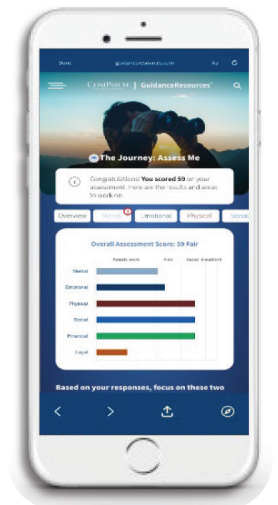 Done guidanceresources.com AA
COMPSYCH | GuidanceResources®
The Journey: Assess Me
Congratulations! You scored 59 on your
assessment. Here are the results and areas
to work on.
Overview Mental Emotional Physical Social
Overall Assessment Score: 59 Fair
Needs work Fair Good Excellent
Mental
Emotional
Physical
Social
Financial
Legal
Based on your responses, focus on these two